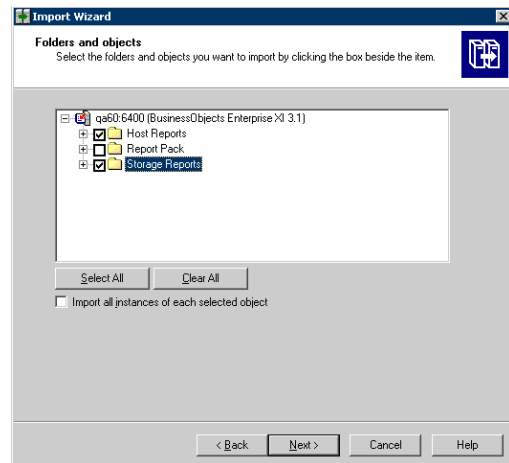 Import Wizard
Folders and objects
Select the folders and objects you want to import by clicking the box beside the item.
qa60:6400 (BusinessObjects Enterprise XI 3.1)
Host Reports
Report Pack
Storage Reports
Select All
Clear All
Import all instances of each selected object
< Back
Next >
Cancel
Help